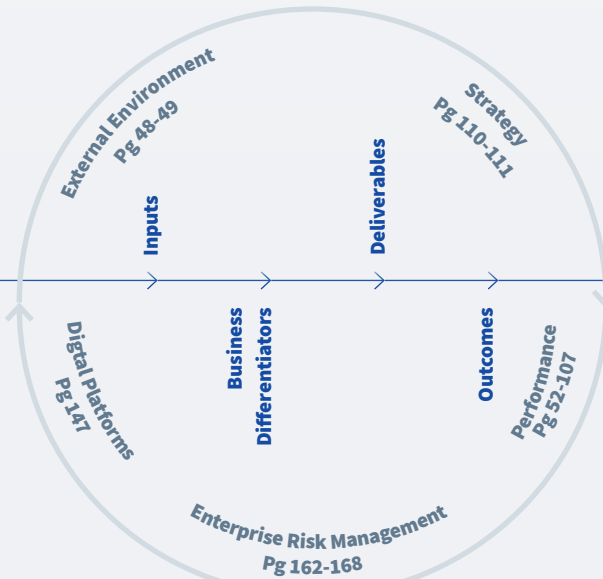 External Environment
Pg 48-49
Strategy
Pg 110-111
Inputs
Deliverables
Business
Differentiators
Outcomes
Digtal Platforms
Pg 147
Performance
Pg 52-107
Enterprise Risk Management
Pg 162-168